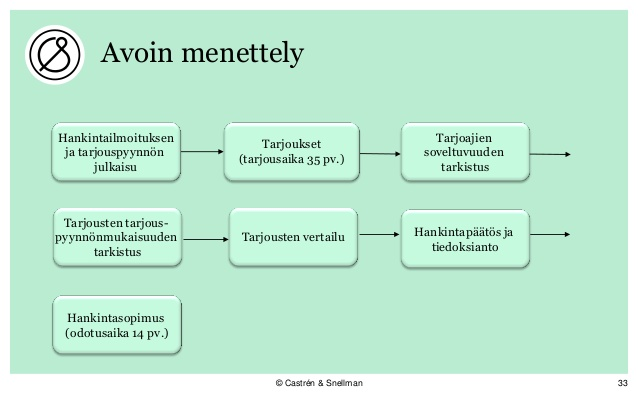 Avoin menettely
Hankintailmoituksen
ja tarjouspyynnön
julkaisu
Tarjoukset
(tarjousaika 35 pv.)
Tarjoajien
soveltuvuuden
tarkistus
Tarjousten tarjous-
pyynnönmukaisuuden
tarkistus
Tarjousten vertailu
Hankintapäätös ja
tiedoksianto
Hankintasopimus
(odotusaika 14 pv.)
© Castrén & Snellman
33